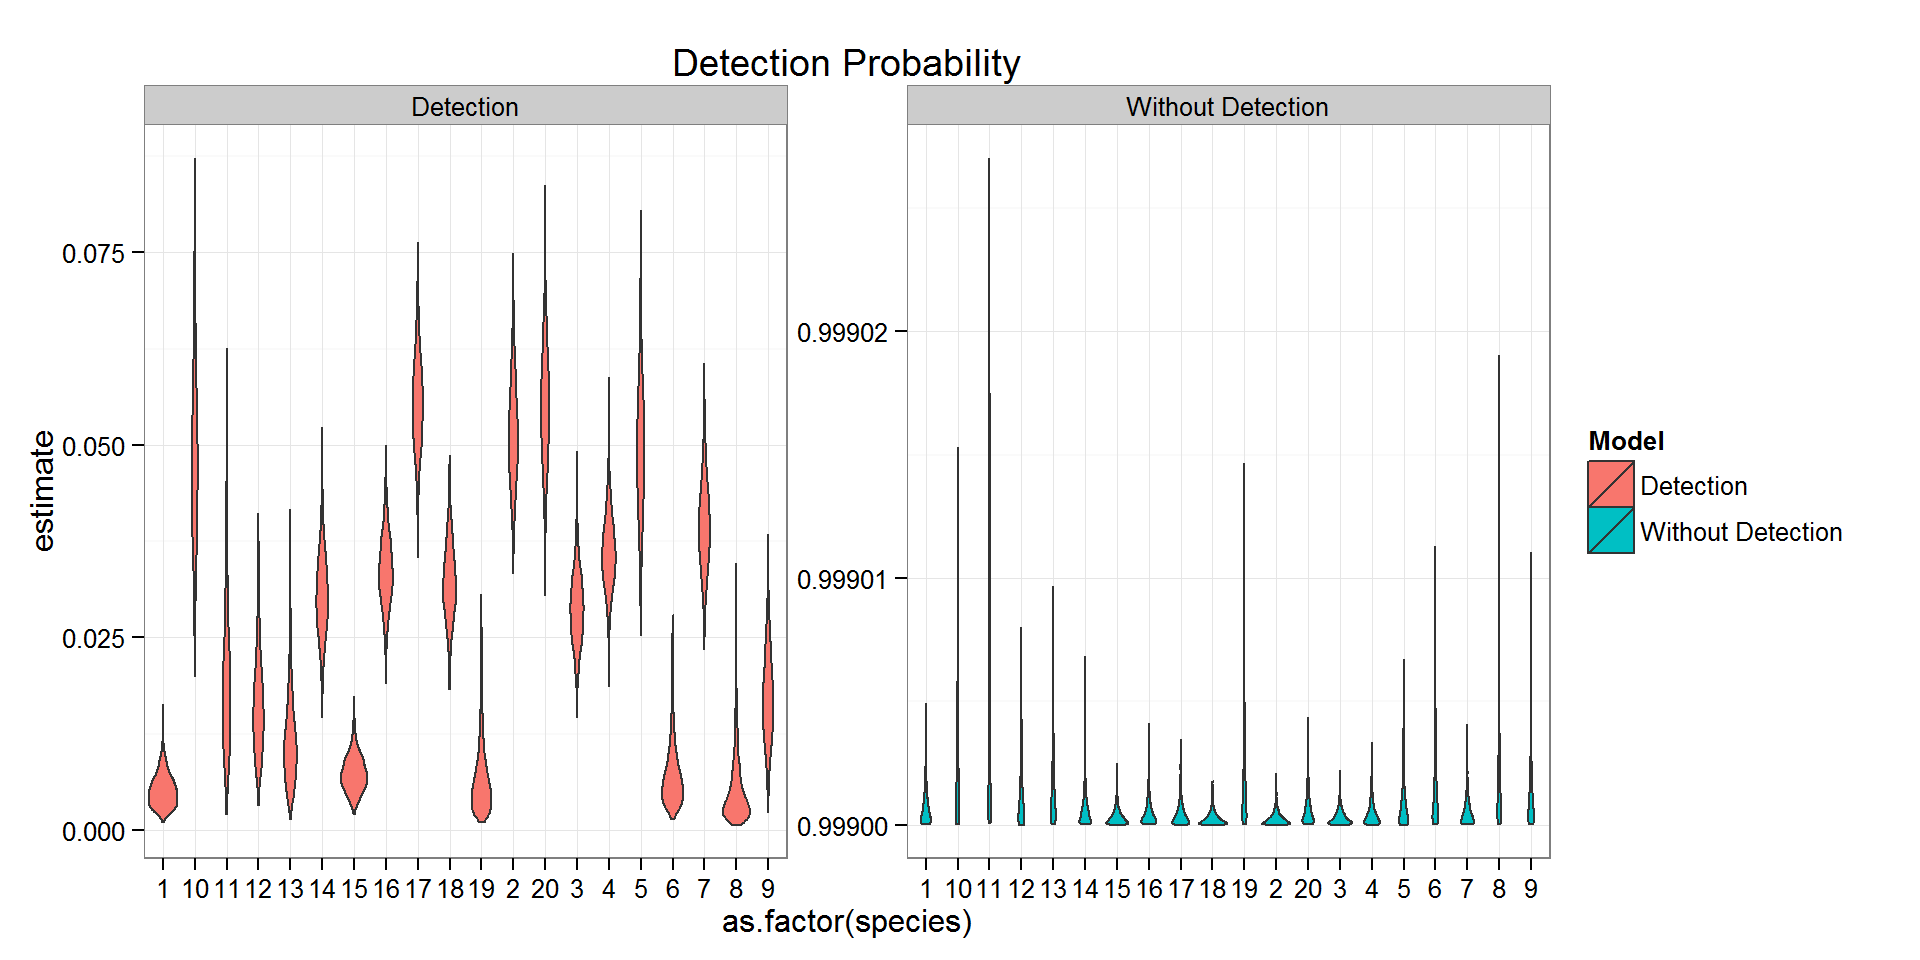 Detection Probability
Detection
Without Detection
estimate
0.075
0.050
0.025
0.000
1 10 11 12 13 14 15 16 17 18 19 2 20 3 4 5 6 7 8 9
0.99902
0.99901
0.99900
1 10 11 12 13 14 15 16 17 18 19 2 20 3 4 5 6 7 8 9
as.factor(species)
Model
Detection
Without Detection